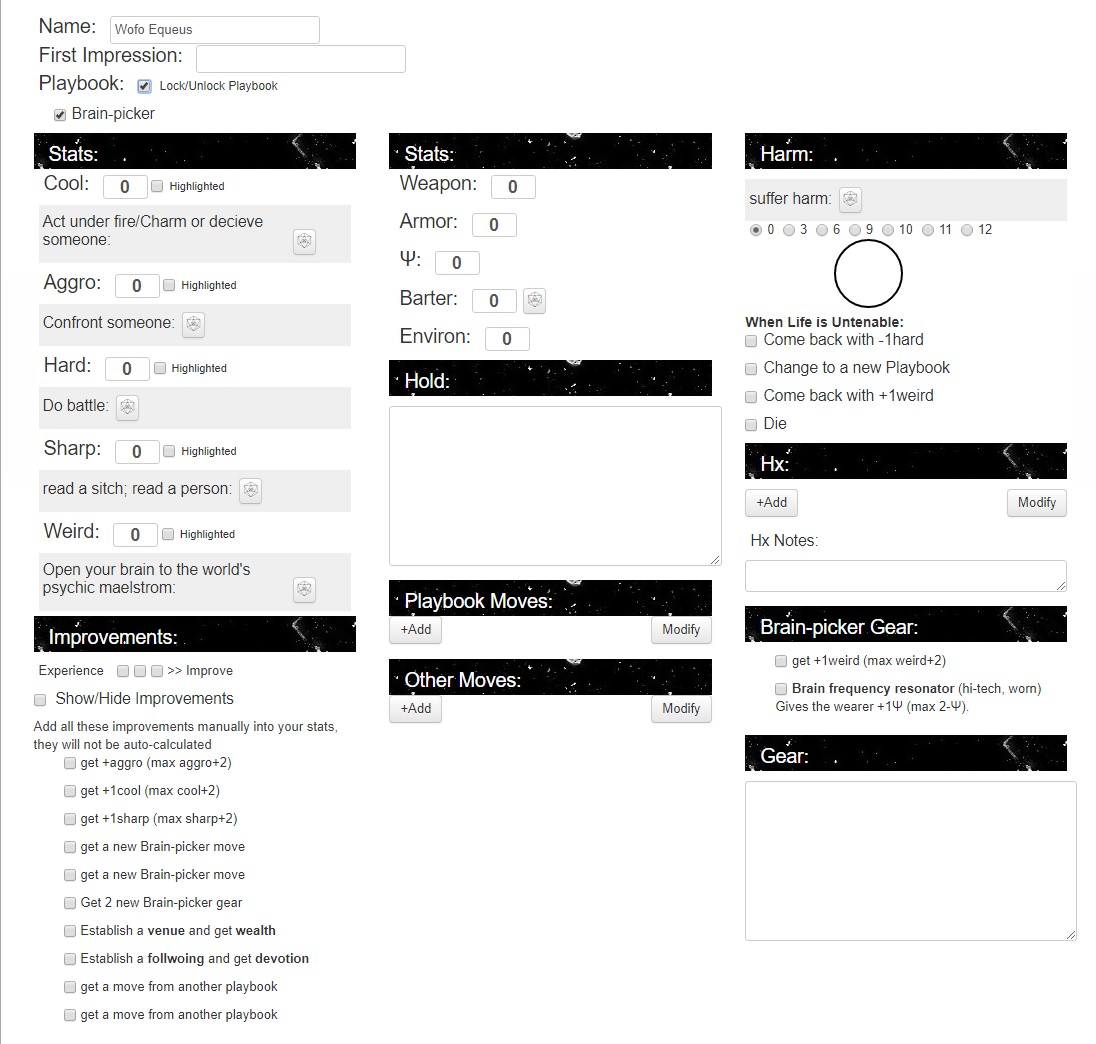 Name: Wofo Equeus
First Impression:
Playbook: Lock/Unlock Playbook
Brain-picker
Stats:
Cool: 0 Highlighted
Act under fire/Charm or decieve
someone:
Aggro: 0 Highlighted
Confront someone:
Hard: 0 Highlighted
Do battle:
Sharp: 0 Highlighted
read a sitch; read a person:
Weird: 0 Highlighted
Open your brain to the world's
psychic maelstrom:
Improvements:
Experience >> Improve
Show/Hide Improvements
Add all these improvements manually into your stats,
they will not be auto-calculated
get +aggro (max aggro+2)
get +1cool (max cool+2)
get +1sharp (max sharp+2)
get a new Brain-picker move
get a new Brain-picker move
Get 2 new Brain-picker gear
Establish a venue and get wealth
Establish a follwoing and get devotion
get a move from another playbook
get a move from another playbook
Stats:
Weapon: 0
Armor: 0
Ψ: 0
Barter: 0
Environ: 0
Hold:
Playbook Moves:
+Add Modify
Other Moves:
+Add Modify
Harm:
suffer harm:
0 3 6 9 10 11 12
When Life is Untenable:
Come back with -1hard
Change to a new Playbook
Come back with +1weird
Die
Hx:
+Add Modify
Hx Notes:
Brain-picker Gear:
get +1weird (max weird+2)
Brain frequency resonator (hi-tech, worn)
Gives the wearer +1Ψ (max 2-Ψ).
Gear: